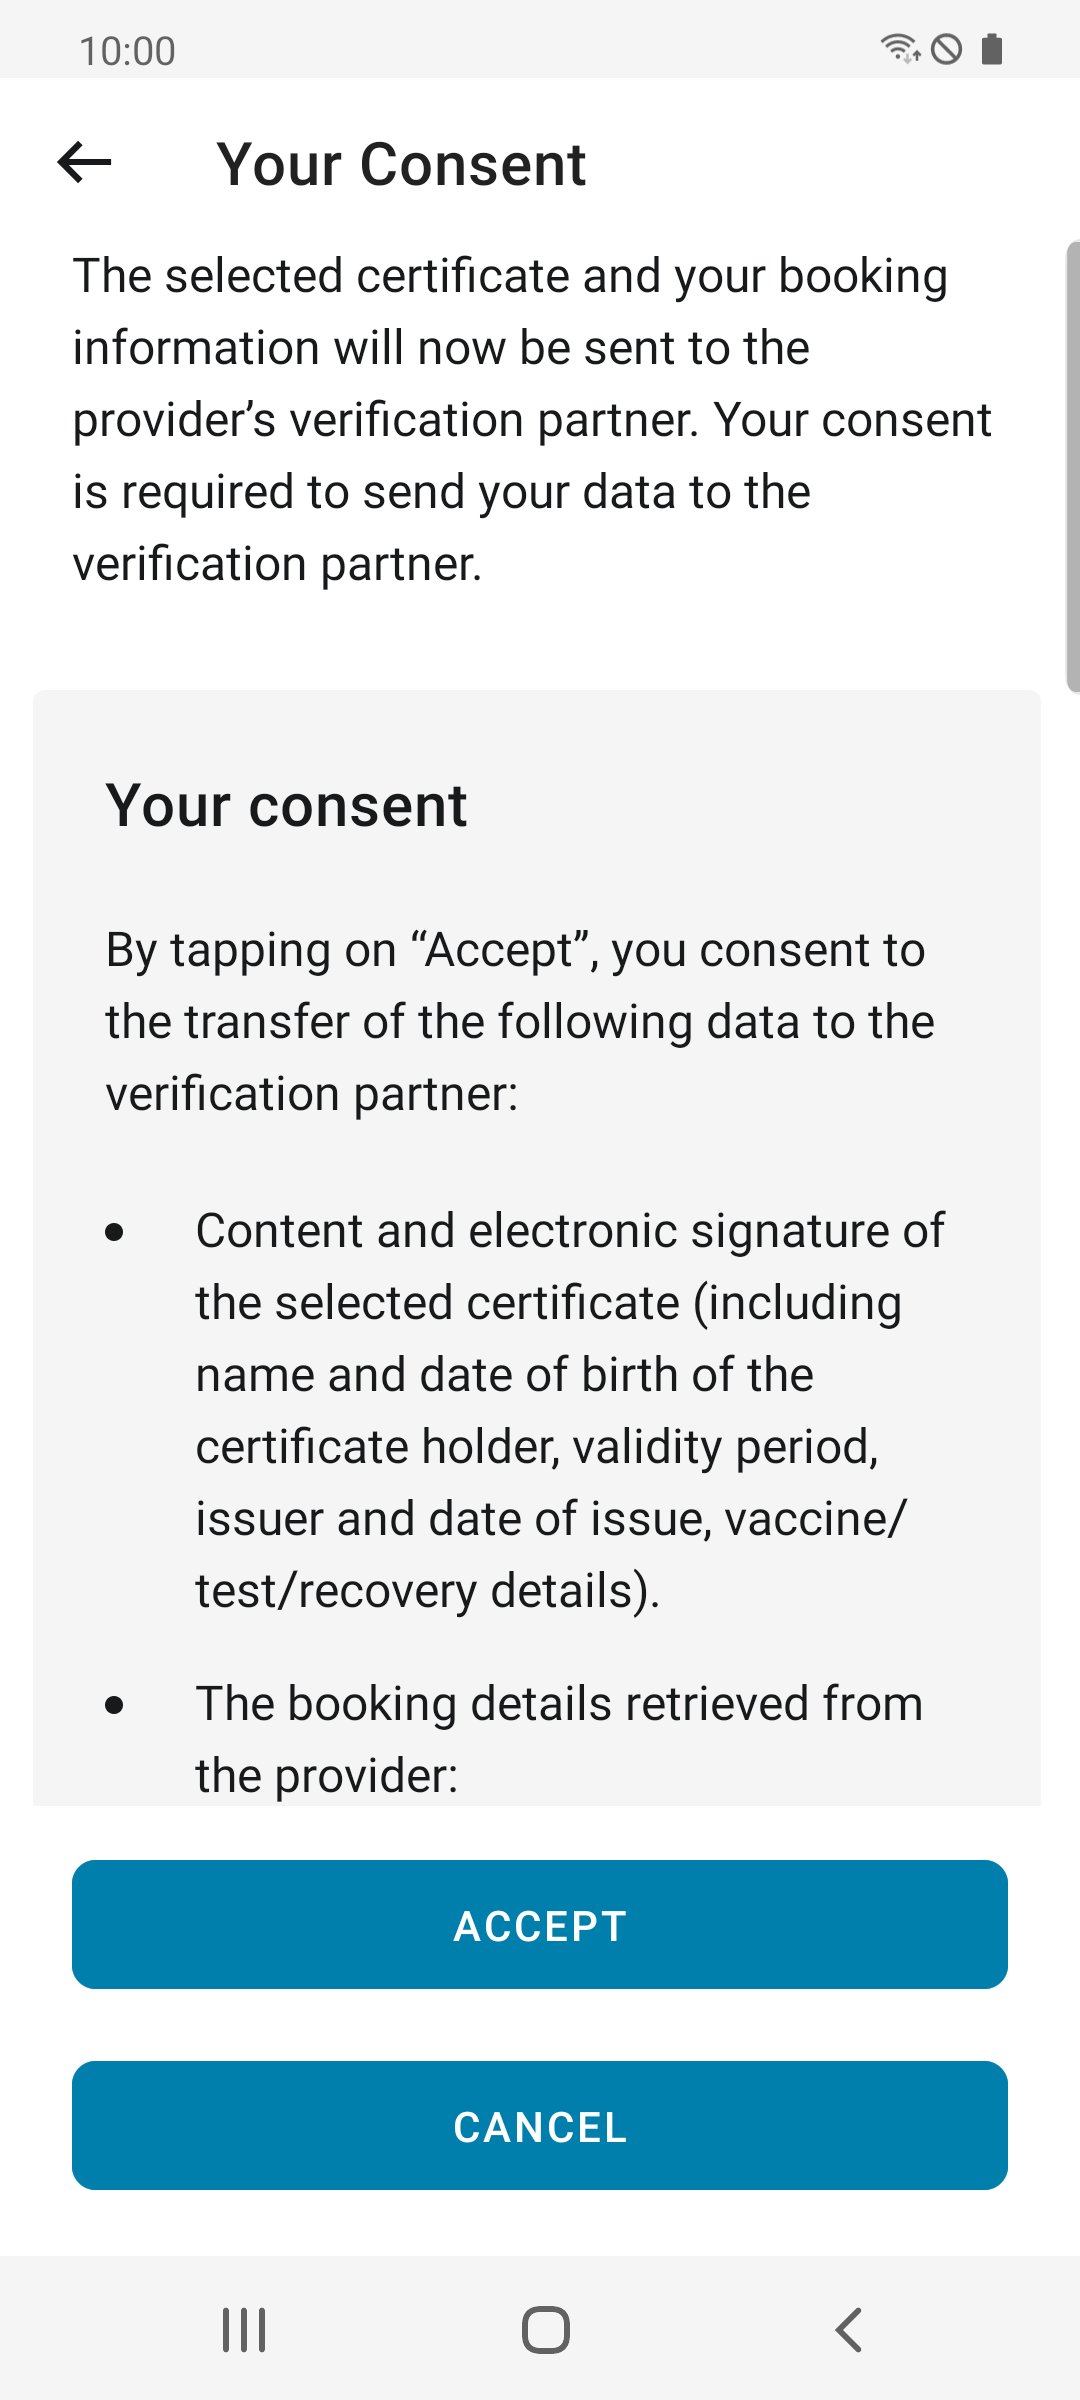 10:00
Your Consent
The selected certificate and your booking
information will now be sent to the
provider’s verification partner. Your consent
is required to send your data to the
verification partner.
Your consent
By tapping on “Accept”, you consent to
the transfer of the following data to the
verification partner:
• Content and electronic signature of
the selected certificate (including
name and date of birth of the
certificate holder, validity period,
issuer and date of issue, vaccine/
test/recovery details).
• The booking details retrieved from
the provider:
ACCEPT
CANCEL